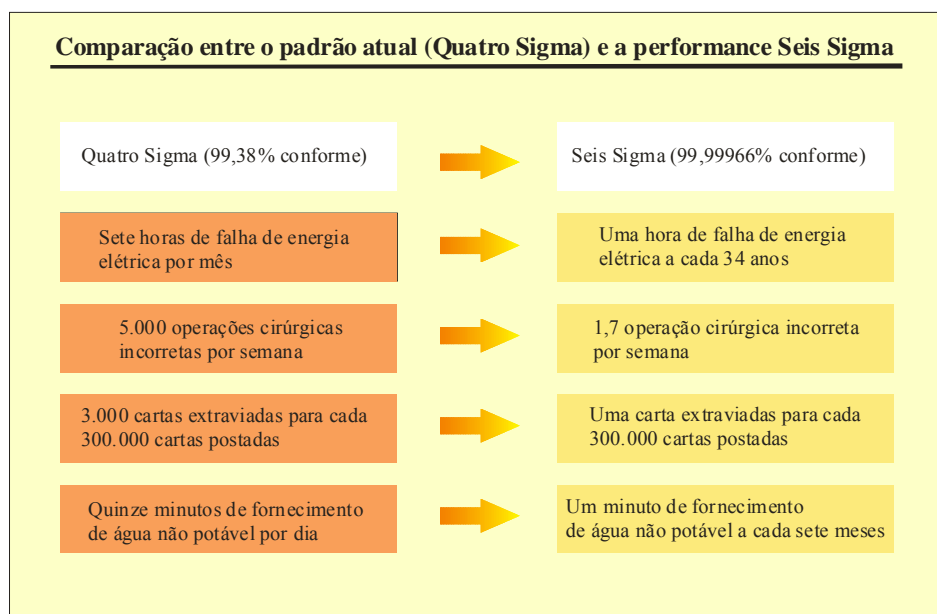 Comparação entre o padrão atual (Quatro Sigma) e a performance Seis Sigma
Quatro Sigma (99,38% conforme)
Seis Sigma (99,99966% conforme)
Sete horas de falha de energia
elétrica por mês
Uma hora de falha de energia
elétrica a cada 34 anos
5.000 operações cirúrgicas
incorretas por semana
1,7 operação cirúrgica incorreta
por semana
3.000 cartas extraviadas para cada
300.000 cartas postadas
Uma carta extraviadas para cada
300.000 cartas postadas
Quinze minutos de fornecimento
de água não potável por dia
Um minuto de fornecimento
de água não potável a cada sete meses